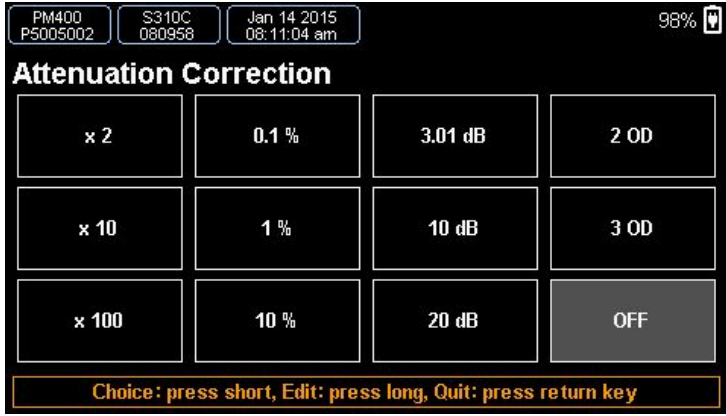 PM400
P5005002
S310C
080958
Jan 14 2015
08:11:04 am
98%
Attenuation Correction
x 2
0.1 %
3.01 dB
2 OD
x 10
1 %
10 dB
3 OD
x 100
10 %
20 dB
OFF
Choice: press short, Edit: press long, Quit: press return key